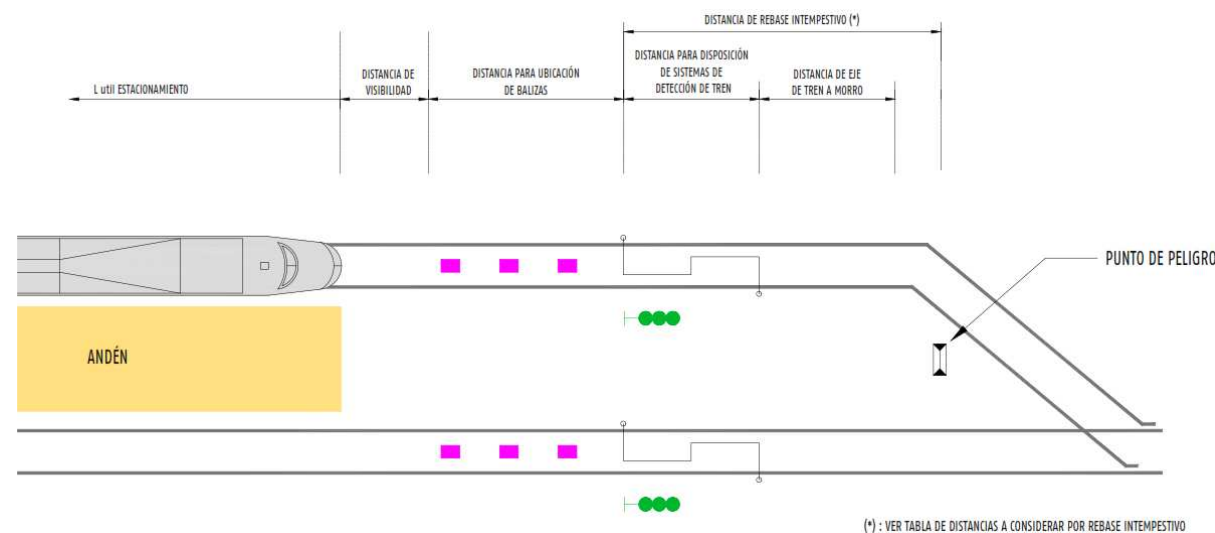 DISTANCIA DE REBASE INTEMPESTIVO (*)
L util ESTACIONAMIENTO
DISTANCIA DE
VISIBILIDAD
DISTANCIA PARA UBICACIÓN
DE BALIZAS
DISTANCIA PARA DISPOSICIÓN
DE SISTEMAS DE
DETECCIÓN DE TREN
DISTANCIA DE EJE
DE TREN A MORRO
PUNTO DE PELIGRO
ANDÉN
(*) : VER TABLA DE DISTANCIAS A CONSIDERAR POR REBASE INTEMPESTIVO